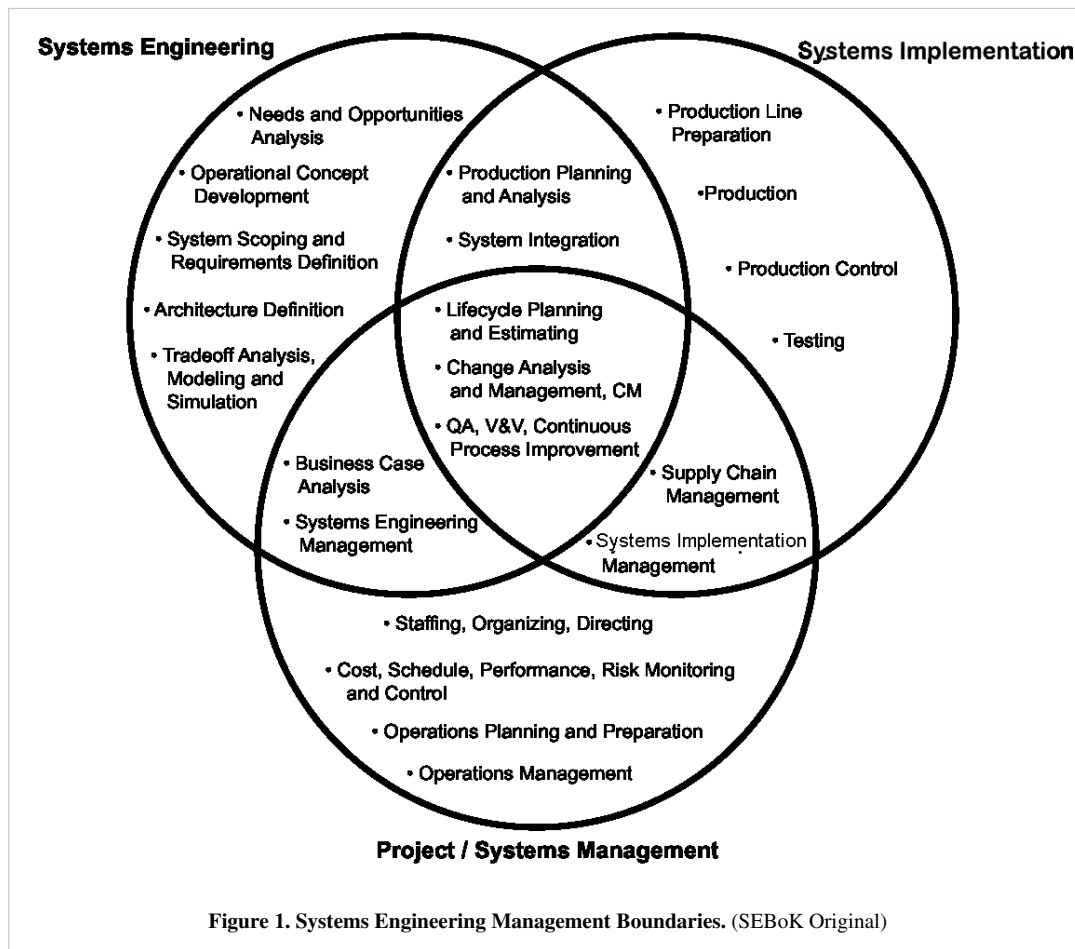 Systems Engineering
Systems Implementation
• Needs and Opportunities
Analysis
• Operational Concept
Development
• System Scoping and
Requirements Definition
• Architecture Definition
• Tradeoff Analysis,
Modeling and
Simulation
• Production Planning
and Analysis
• System Integration
• Production Line
Preparation
• Production
• Production Control
• Testing
• Lifecycle Planning
and Estimating
• Change Analysis
and Management, CM
• QA, V&V, Continuous
Process Improvement
• Business Case
Analysis
• Systems Engineering
Management
• Supply Chain
Management
• Systems Implementation
Management
• Staffing, Organizing, Directing
• Cost, Schedule, Performance, Risk Monitoring
and Control
• Operations Planning and Preparation
• Operations Management
Project / Systems Management
Figure 1. Systems Engineering Management Boundaries. (SEBoK Original)